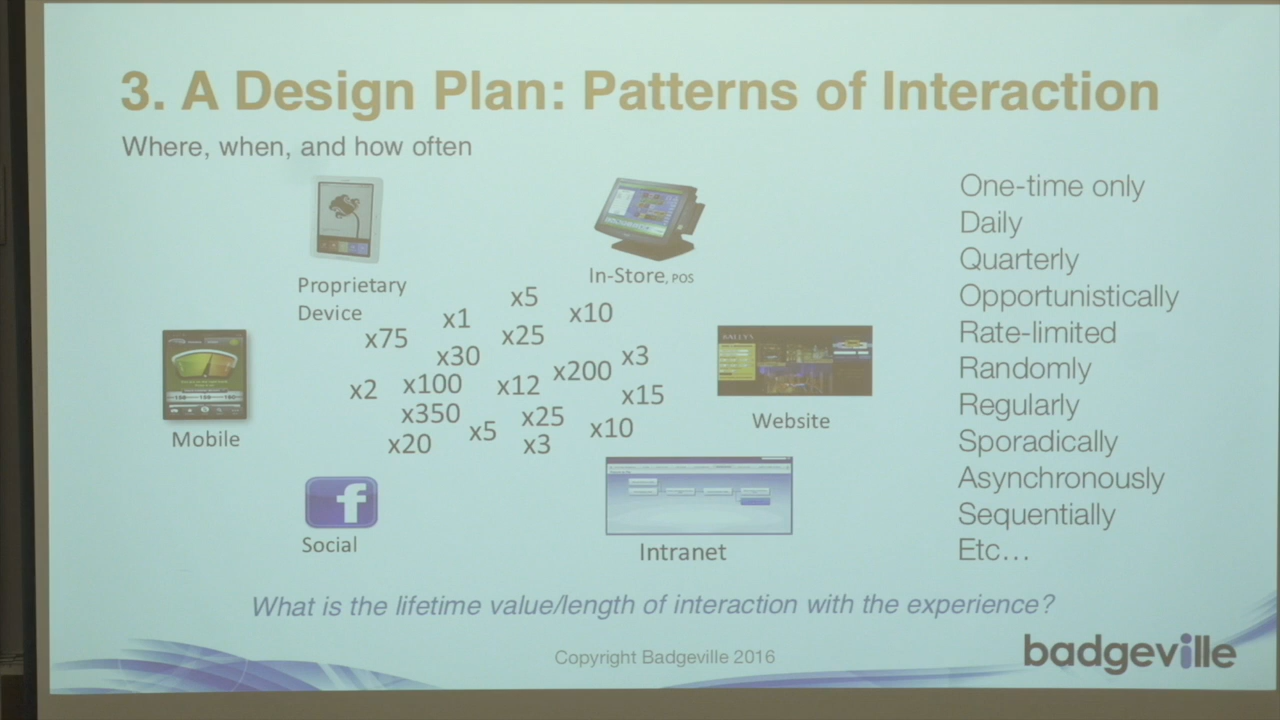 3. A Design Plan: Patterns of Interaction
Where, when, and how often
Proprietary
Device
In-Store, POS
Mobile
Website
Social
Intranet
x5
x1
x10
x75
x25
x30
x3
x200
x2
x100
x12
x15
x350
x25
x5
x10
x20
x3
One-time only
Daily
Quarterly
Opportunistically
Rate-limited
Randomly
Regularly
Sporadically
Asynchronously
Sequentially
Etc...
What is the lifetime value/length of interaction with the experience?
Copyright Badgeville 2016
badgeville